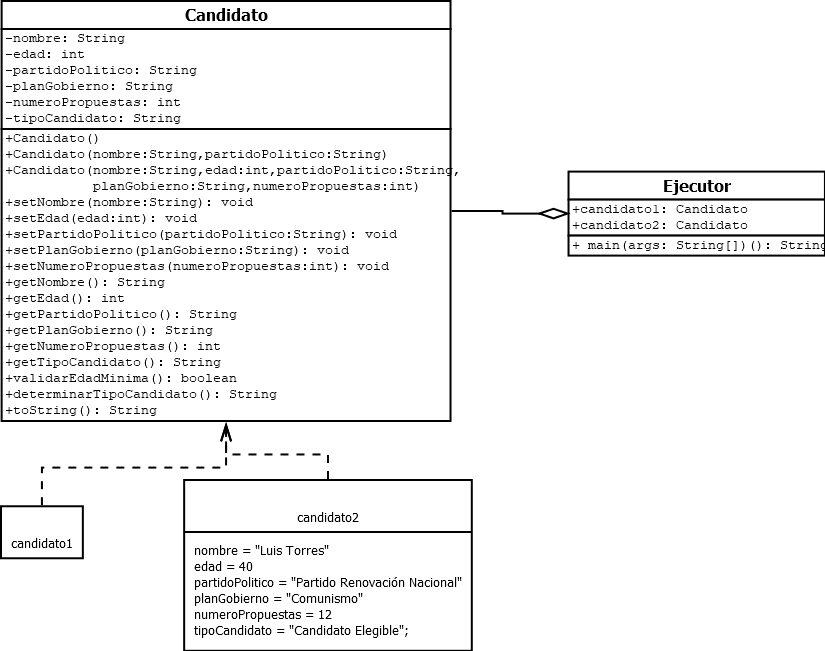 Candidato
-nombre: String
-edad: int
-partidoPolitico: String
-planGobierno: String
-numeroPropuestas: int
-tipoCandidato: String
+Candidato()
+Candidato(nombre:String,partidoPolitico:String)
+Candidato(nombre:String,edad:int,partidoPolitico:String,
planGobierno:String,numeroPropuestas:int)
+setNombre(nombre:String): void
+setEdad(edad:int): void
+setPartidoPolitico(partidoPolitico:String): void
+setPlanGobierno(planGobierno:String): void
+setNumeroPropuestas(numeroPropuestas:int): void
+getNombre(): String
+getEdad(): int
+getPartidoPolitico(): String
+getPlanGobierno(): String
+getNumeroPropuestas(): int
+getTipoCandidato(): String
+validarEdadMinima(): boolean
+determinarTipoCandidato(): String
+toString(): String
Ejecutor
+candidato1: Candidato
+candidato2: Candidato
+ main(args: String[])(): String
candidato1
candidato2
nombre = "Luis Torres"
edad = 40
partidoPolitico = "Partido Renovación Nacional"
planGobierno = "Comunismo"
numeroPropuestas = 12
tipoCandidato = "Candidato Elegible";